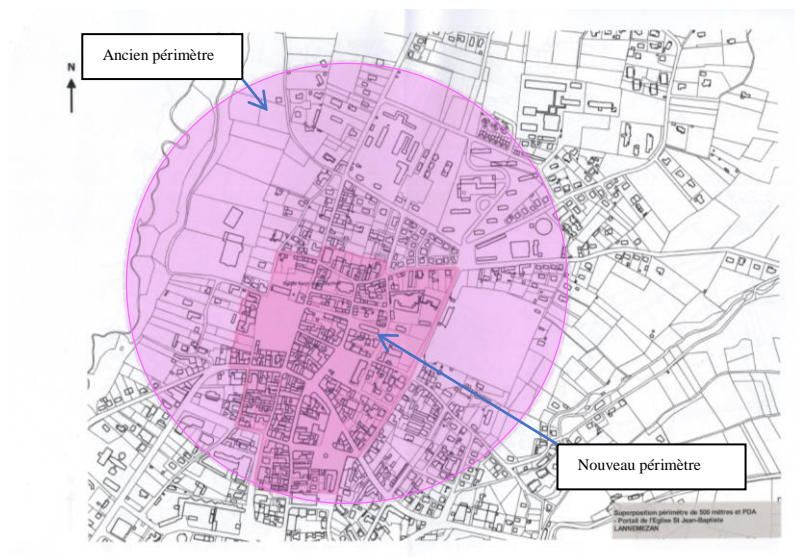 Ancien périmètre
N
Nouveau périmètre
Superposition périmètre de 500 mètres et PDA
- Portail de l'Eglise St Jean-Baptiste
LANNEMEZAN